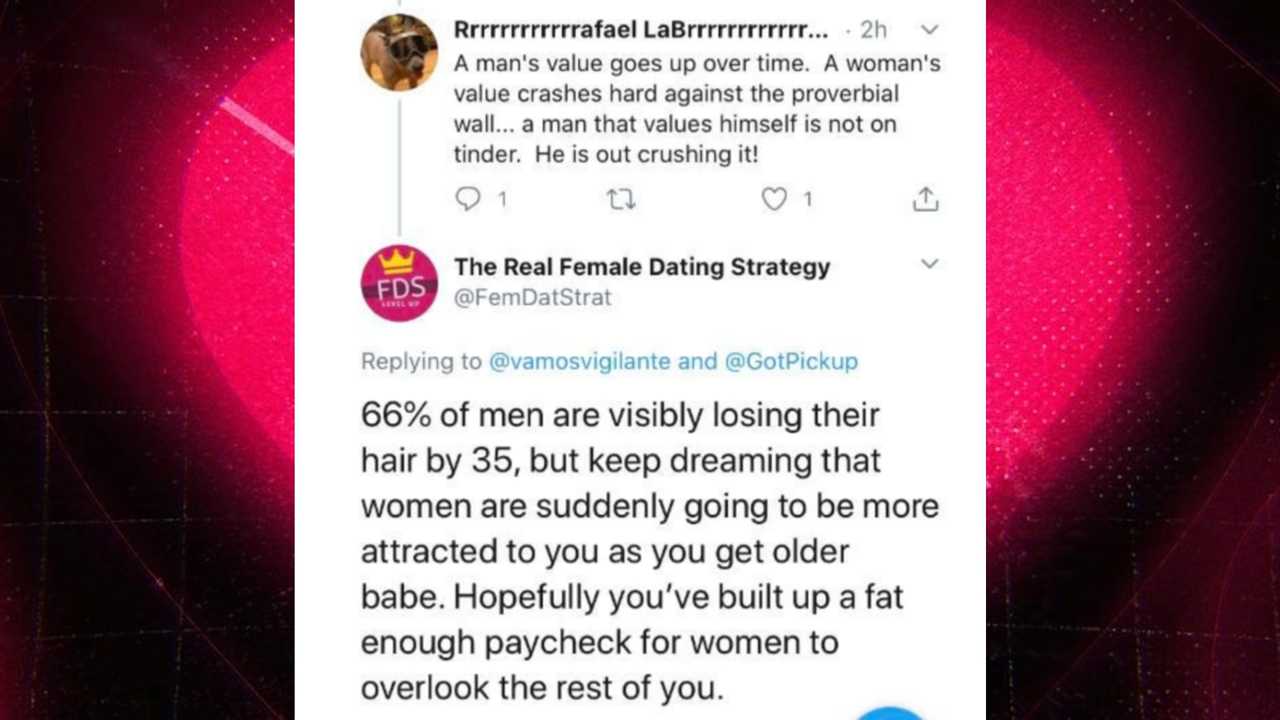 Rrrrrrrrrrrrafael LaBrrrrrrrrrrrrr... · 2h
A man's value goes up over time. A woman's
value crashes hard against the proverbial
wall... a man that values himself is not on
tinder. He is out crushing it!
1 1
FDS
LEVEL UP
The Real Female Dating Strategy
@FemDatStrat
Replying to @vamosvigilante and @GotPickup
66% of men are visibly losing their
hair by 35, but keep dreaming that
women are suddenly going to be more
attracted to you as you get older
babe. Hopefully you've built up a fat
enough paycheck for women to
overlook the rest of you.